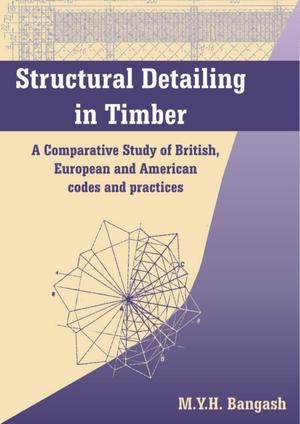 Structural Detailing
in Timber
A Comparative Study of British,
European and American
codes and practices
M.Y.H. Bangash